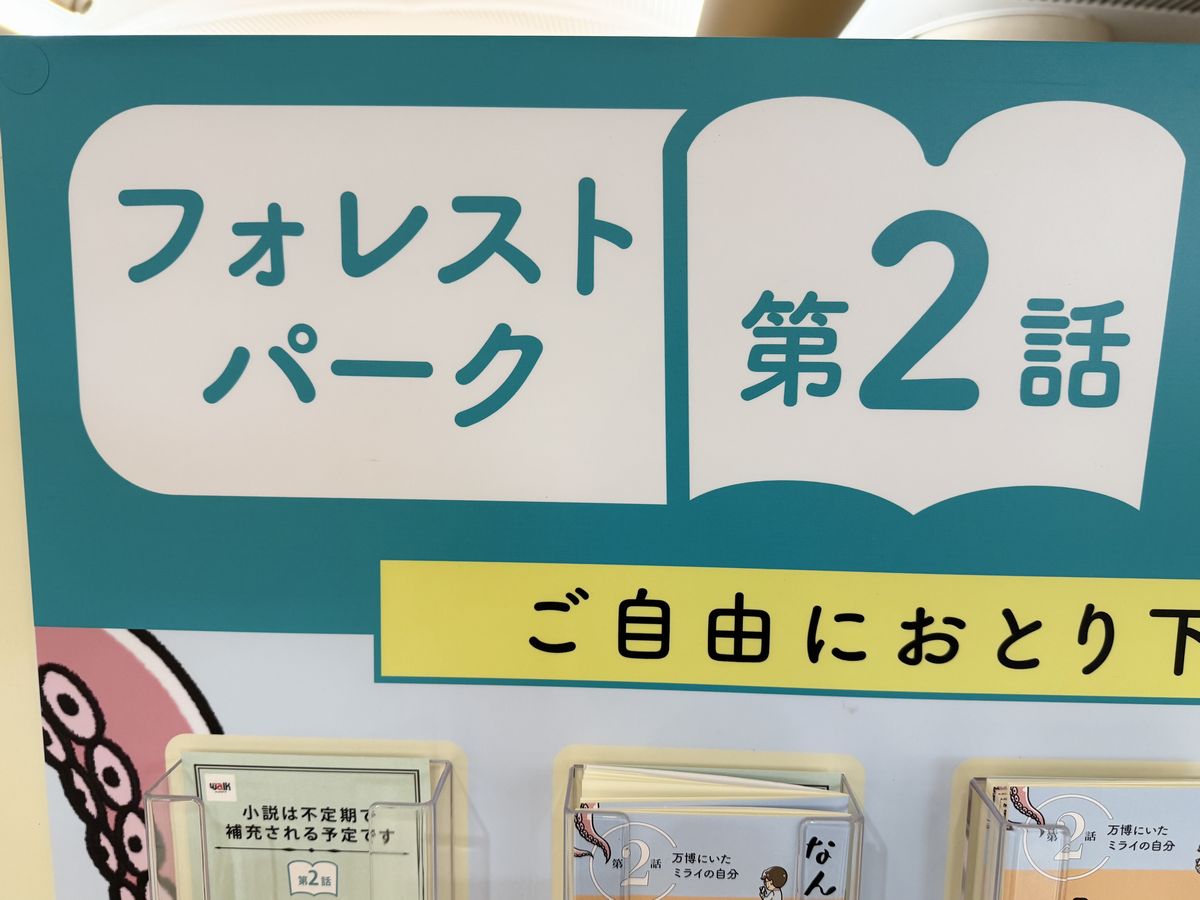 フォレスト
パーク
第2話
ご自由におとり下
walk
小説は不定期で
補充される予定です
第2話
第2話
万博にいた
ミライの自分
なん
第2話
万博にいた
ミライの自分